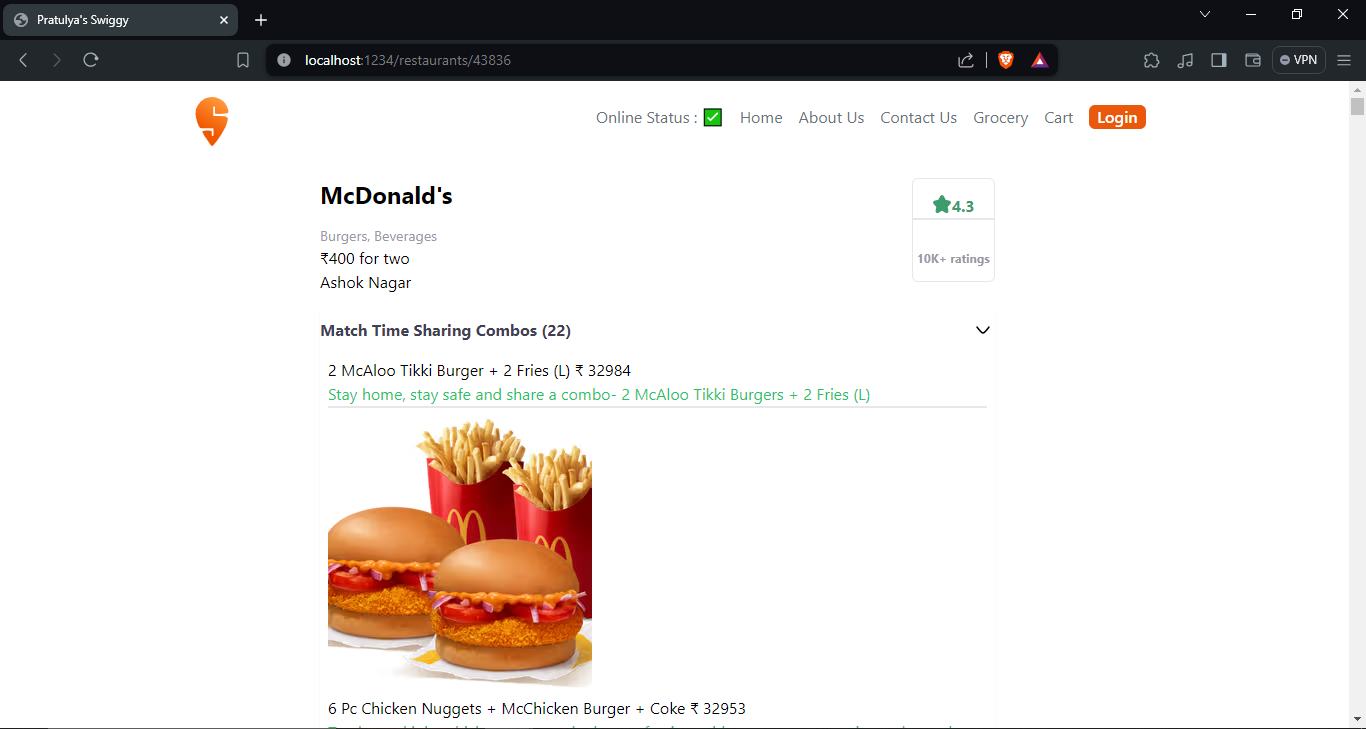 Pratulya's Swiggy
localhost:1234/restaurants/43836
VPN
Online Status : ✅ Home About Us Contact Us Grocery Cart Login
McDonald's
4.3
Burgers, Beverages
₹400 for two
10K+ ratings
Ashok Nagar
Match Time Sharing Combos (22)
2 McAloo Tikki Burger + 2 Fries (L) ₹ 32984
Stay home, stay safe and share a combo- 2 McAloo Tikki Burgers + 2 Fries (L)
6 Pc Chicken Nuggets + McChicken Burger + Coke ₹ 32953